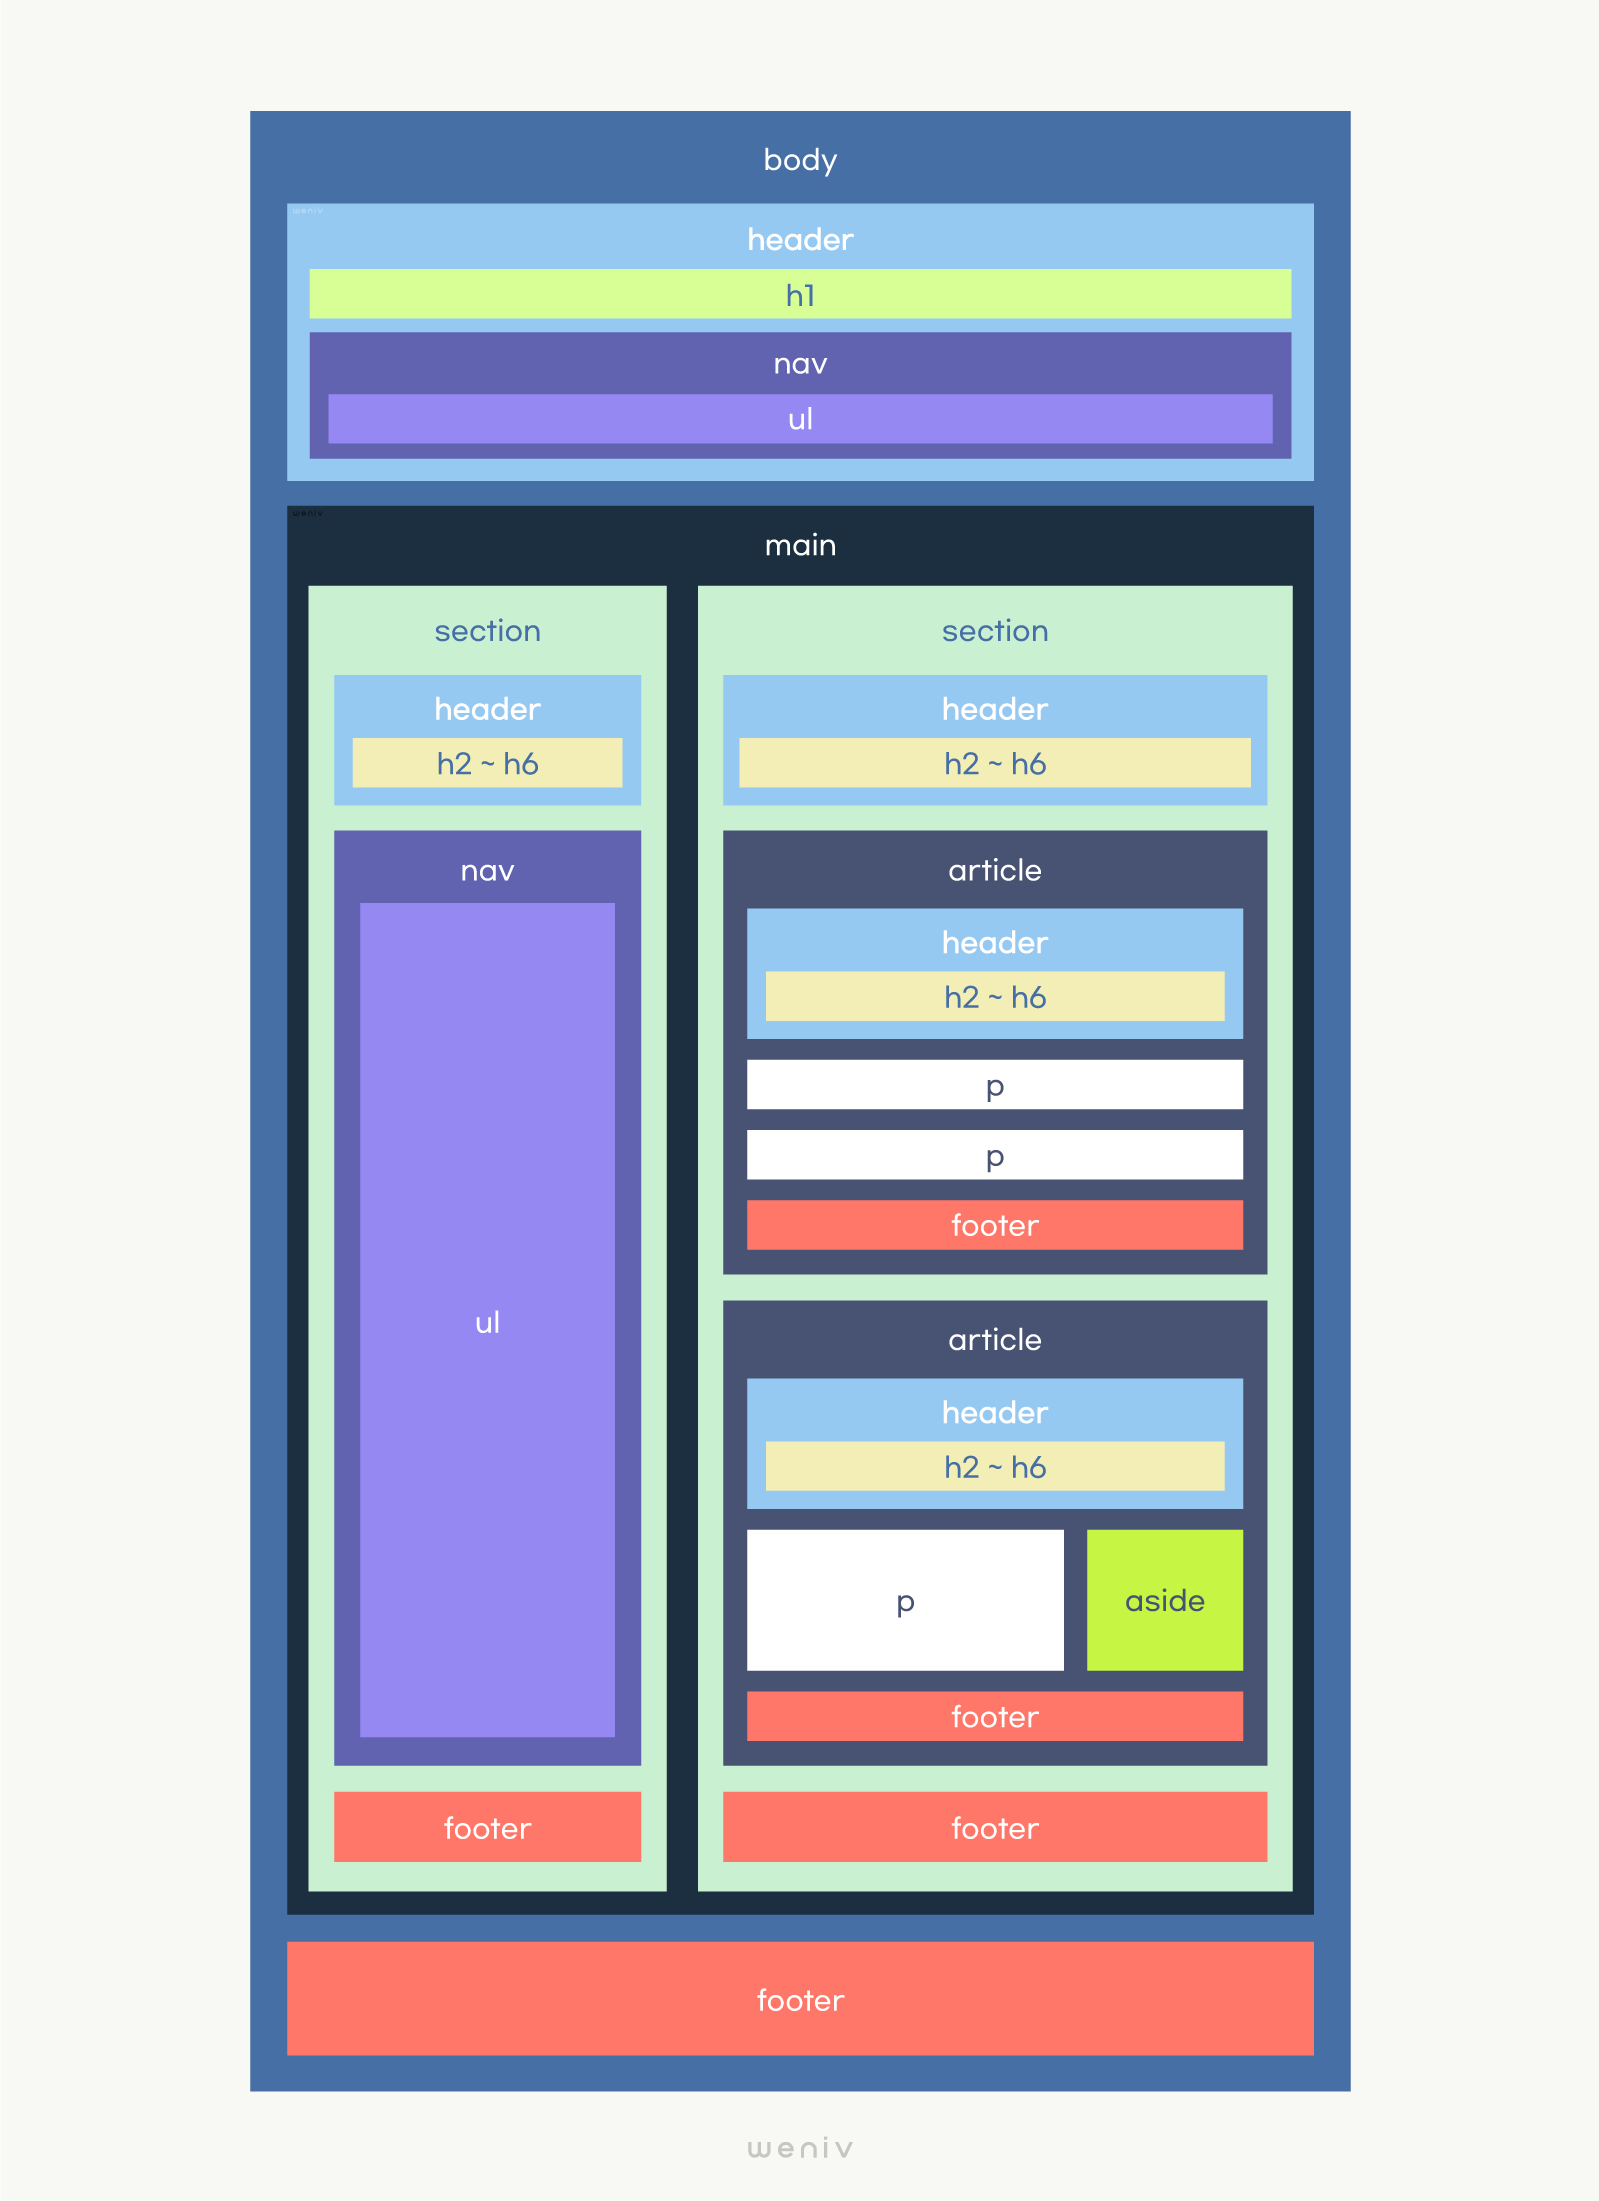 body
weniv
header
h1
nav
ul
weniv
main
section
header
h2 ~ h6
nav
ul
footer
section
header
h2 ~ h6
article
header
h2 ~ h6
p
p
footer
article
header
h2 ~ h6
p
aside
footer
footer
footer
weniv